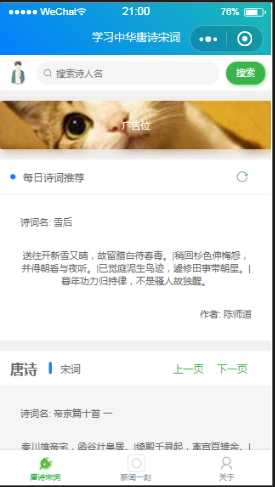 WeChat 21:00 76%
学习中华唐诗宋词
搜索诗人名 搜索
广告位
每日诗词推荐
诗词名: 雪后
送往开新雪又晴，故留腊白待春青。|稍回杉色伸梅怨，
并得朝看与夜听。|已觉庭泥生鸟迹，遽修田事带朝星。|
暮年功力归持律，不是骚人故独醒。
作者: 陈师道
唐诗 宋词 上一页 下一页
诗词名: 帝京篇十首 一
秦川雄帝宅，函谷壮皇居。|绮殿千寻起，离宫百雉余。|
唐诗宋词 新闻一刻 关于